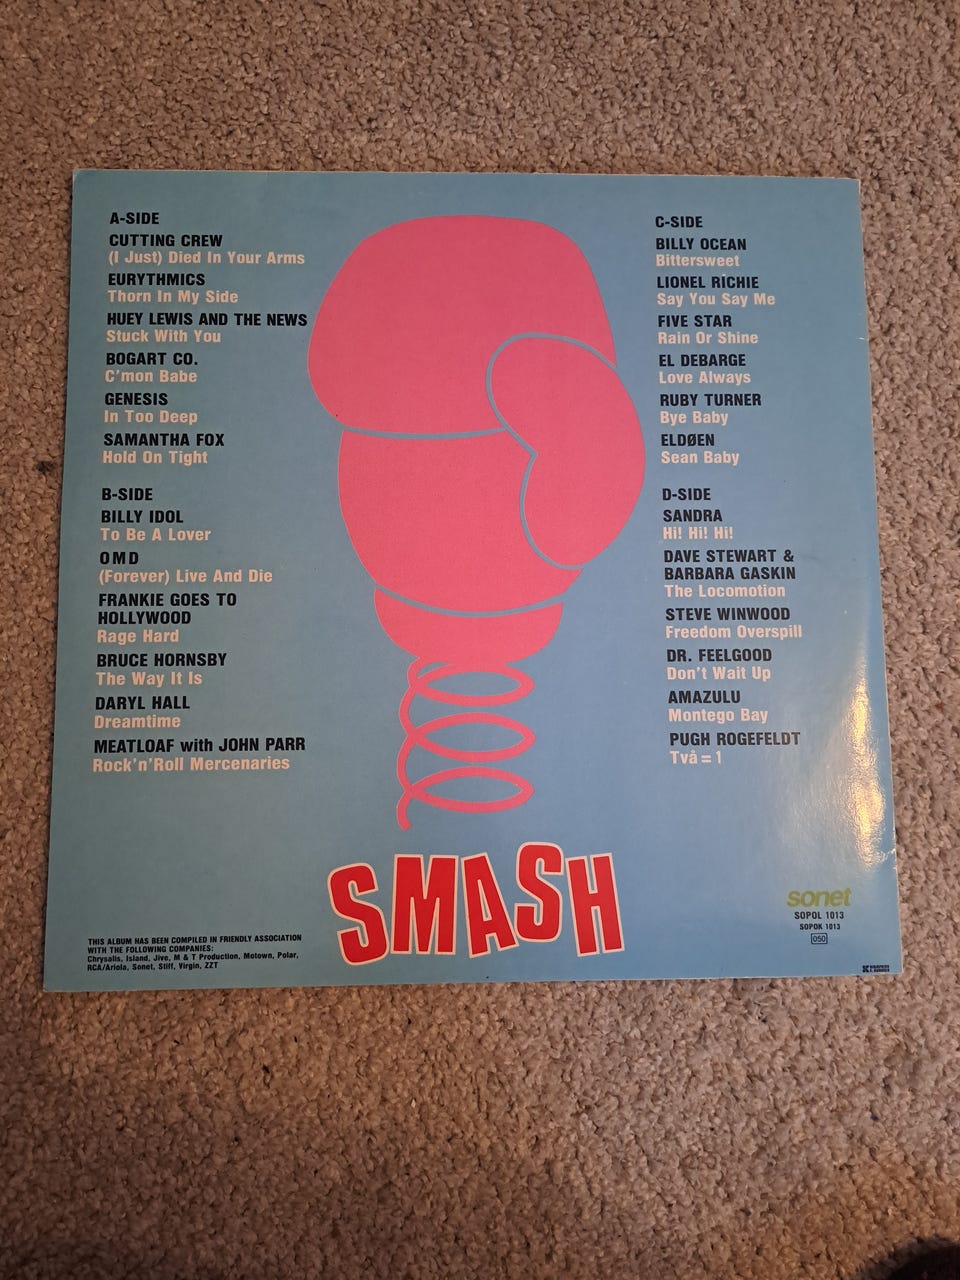 A-SIDE
CUTTING CREW
(I Just) Died In Your Arms
EURYTHMICS
Thorn In My Side
HUEY LEWIS AND THE NEWS
Stuck With You
BOGART CO.
C'mon Babe
GENESIS
In Too Deep
SAMANTHA FOX
Hold On Tight
B-SIDE
BILLY IDOL
To Be A Lover
OMD
(Forever) Live And Die
FRANKIE GOES TO
HOLLYWOOD
Rage Hard
BRUCE HORNSBY
The Way It Is
DARYL HALL
Dreamtime
MEATLOAF with JOHN PARR
Rock'n'Roll Mercenaries
C-SIDE
BILLY OCEAN
Bittersweet
LIONEL RICHIE
Say You Say Me
FIVE STAR
Rain Or Shine
EL DEBARGE
Love Always
RUBY TURNER
Bye Baby
ELDØEN
Sean Baby
D-SIDE
SANDRA
Hi! Hi! Hi!
DAVE STEWART &
BARBARA GASKIN
The Locomotion
STEVE WINWOOD
Freedom Overspill
DR. FEELGOOD
Don't Wait Up
AMAZULU
Montego Bay
PUGH ROGEFELDT
Två = 1
SMASH
THIS ALBUM HAS BEEN COMPILED IN FRIENDLY ASSOCIATION
WITH THE FOLLOWING COMPANIES:
Chrysalis, Island, Jive, M & T Production, Motown, Polar,
RCA/Ariola, Sonet, Stiff, Virgin, ZZT
sonet
SOPOL 1013
SOPOK 1013
050